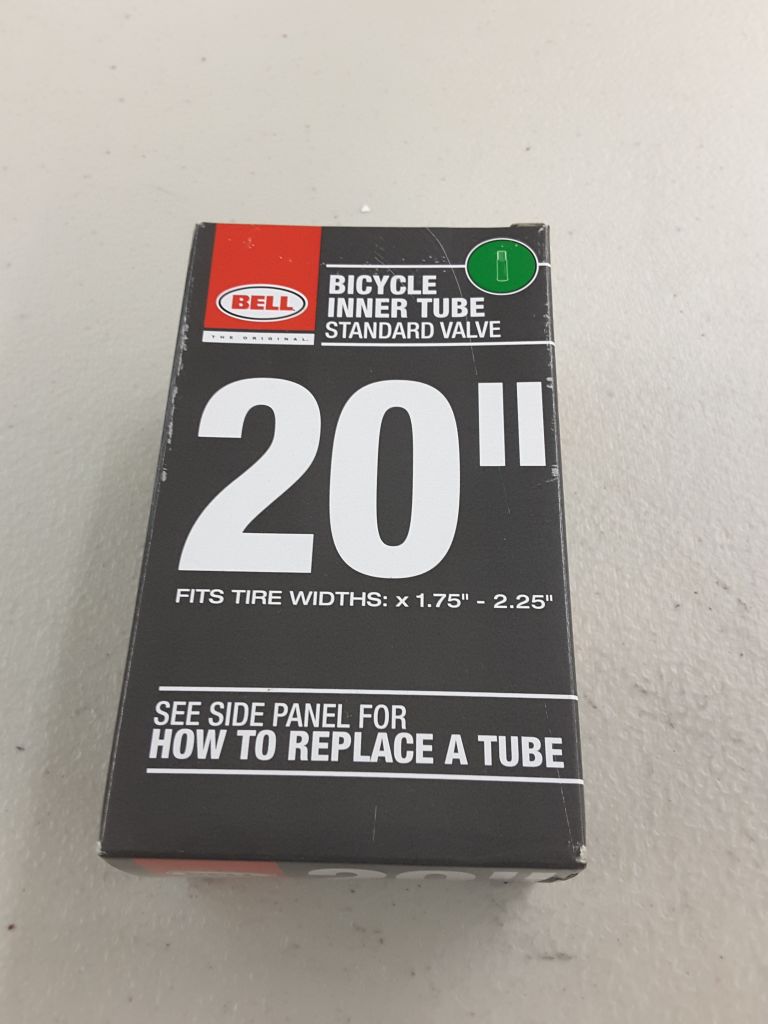 BELL
THE ORIGINAL.
BICYCLE
INNER TUBE
STANDARD VALVE
20"
FITS TIRE WIDTHS: x 1.75" - 2.25"
SEE SIDE PANEL FOR
HOW TO REPLACE A TUBE
20"